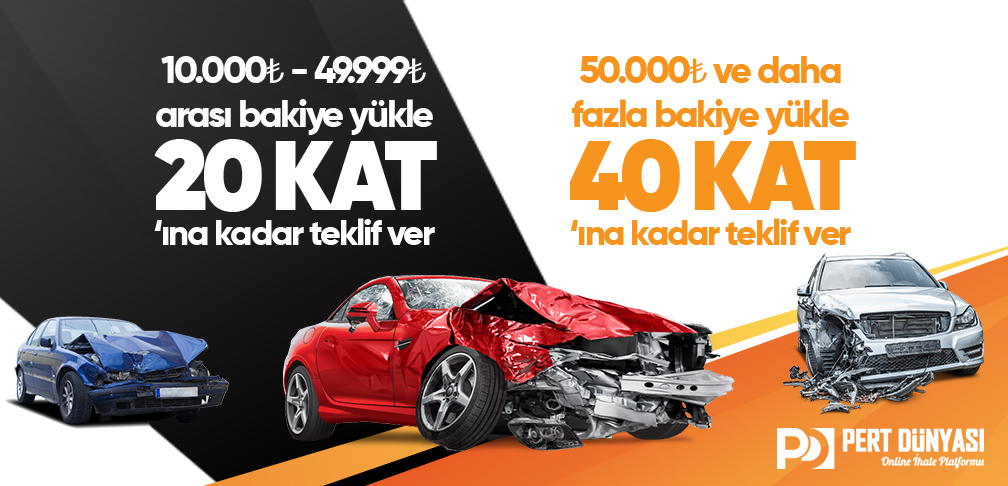 10.000₺ - 49.999₺
arası bakiye yükle
20 KAT
‘ına kadar teklif ver
50.000₺ ve daha
fazla bakiye yükle
40 KAT
‘ına kadar teklif ver
PD PERT DÜNYASI
Online İhale Platformu